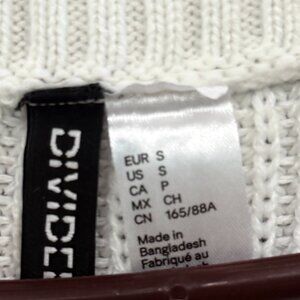 DIVIDE
EUR S
US S
CA P
MX CH
CN 165/88A
Made in
Bangladesh
Fabriqué au